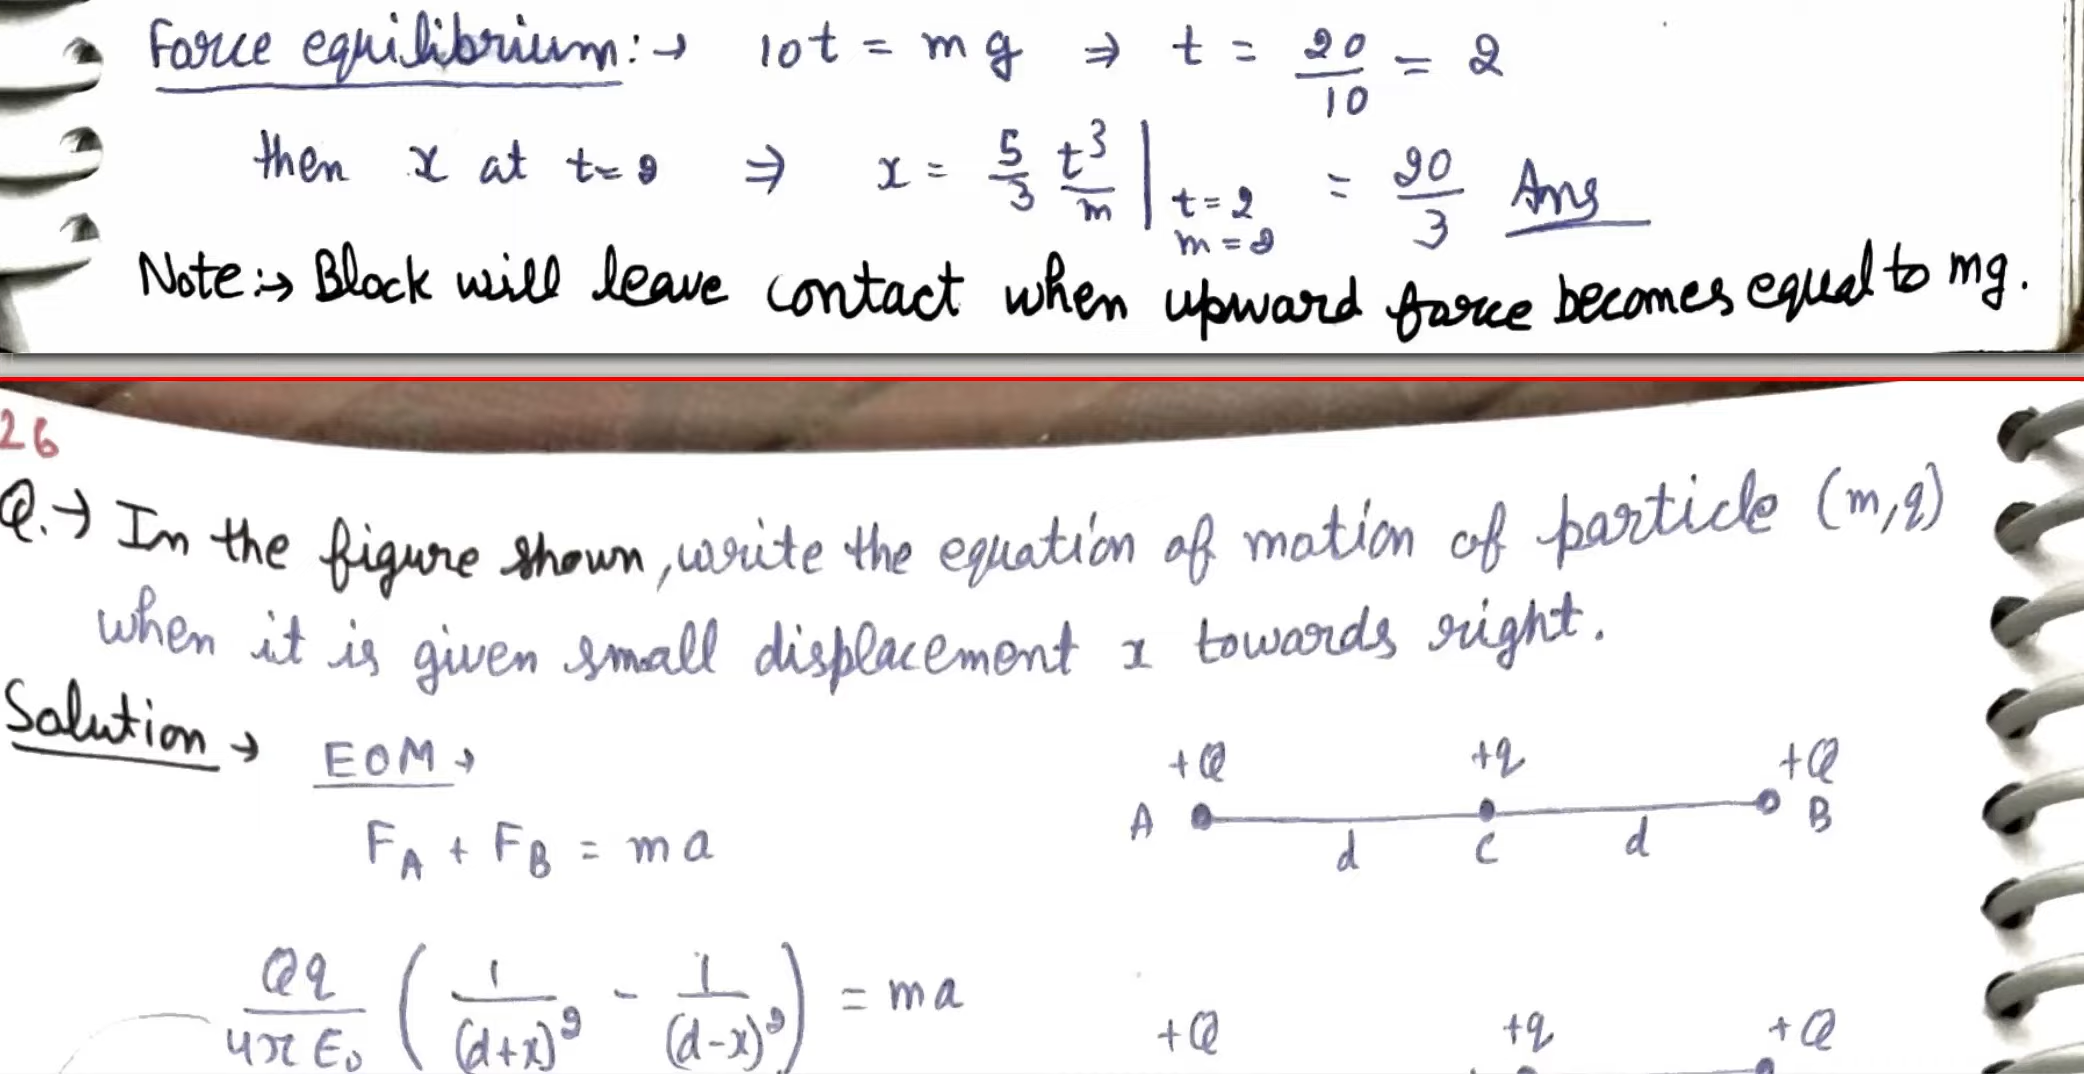 Force equilibrium :→ 10t = mg ⇒ t = 20/10 = 2
then x at t=2 ⇒ x = 5/3 t³/m | t=2 m=2 = 20/3 Ans
Note :→ Block will leave contact when upward force becomes equal to mg.
26
Q.→ In the figure shown, write the equation of motion of particle (m,q)
when it is given small displacement x towards right.
Solution → EOM →
+Q +q +Q
A C B
d d
F_A + F_B = ma
Qq/4πε₀ ( 1/(d+x)² - 1/(d-x)² ) = ma
+Q +q +Q